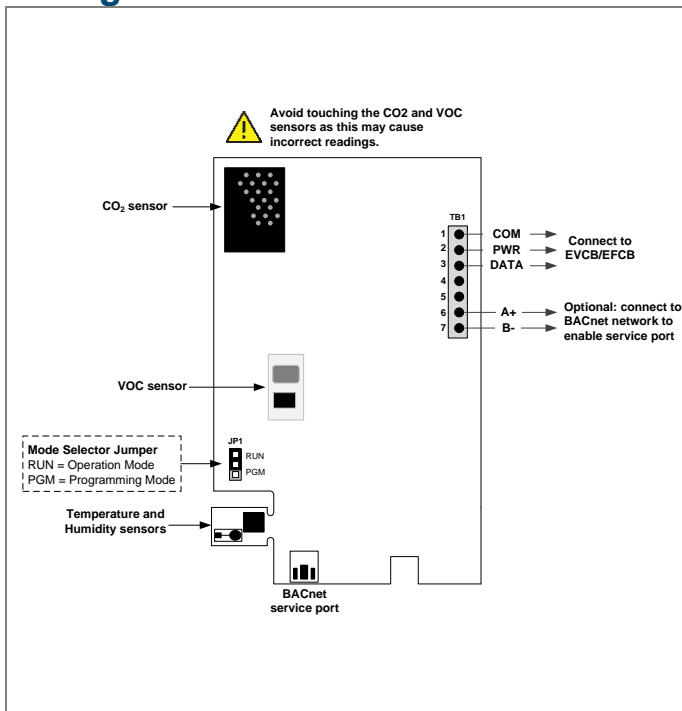 Avoid touching the CO2 and VOC
sensors as this may cause
incorrect readings.
CO₂ sensor
TB1
1
COM
2
PWR
3
DATA
Connect to
EVCB/EFCB
4
5
6
A+
7
B-
Optional: connect to
BACnet network to
enable service port
VOC sensor
JP1
RUN
PGM
Mode Selector Jumper
RUN = Operation Mode
PGM = Programming Mode
Temperature and
Humidity sensors
BACnet
service port